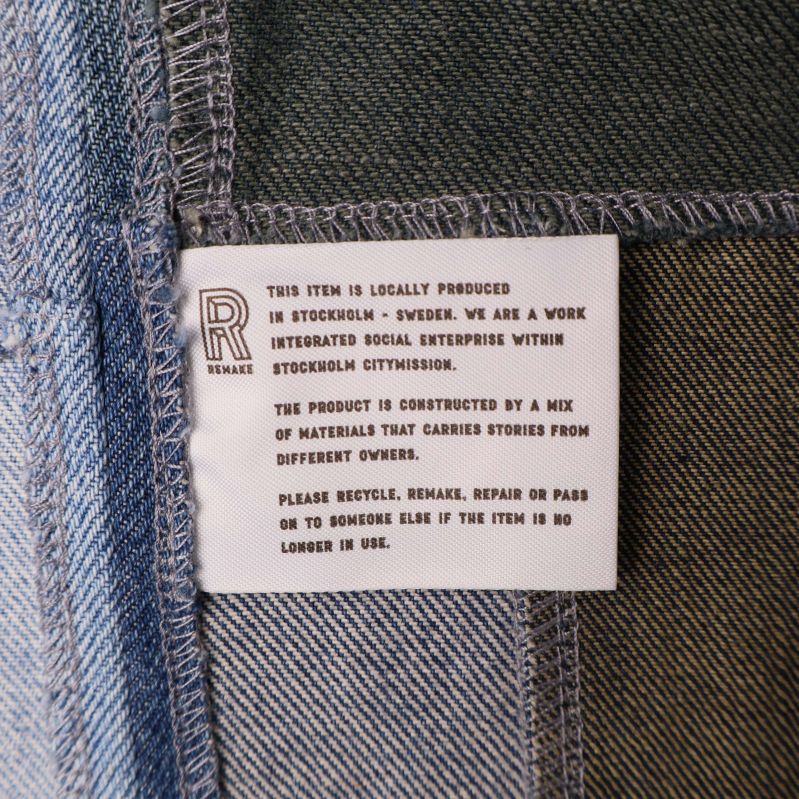 R
REMAKE
THIS ITEM IS LOCALLY PRODUCED
IN STOCKHOLM - SWEDEN. WE ARE A WORK
INTEGRATED SOCIAL ENTERPRISE WITHIN
STOCKHOLM CITYMISSION.
THE PRODUCT IS CONSTRUCTED BY A MIX
OF MATERIALS THAT CARRIES STORIES FROM
DIFFERENT OWNERS.
PLEASE RECYCLE, REMAKE, REPAIR OR PASS
ON TO SOMEONE ELSE IF THE ITEM IS NO
LONGER IN USE.